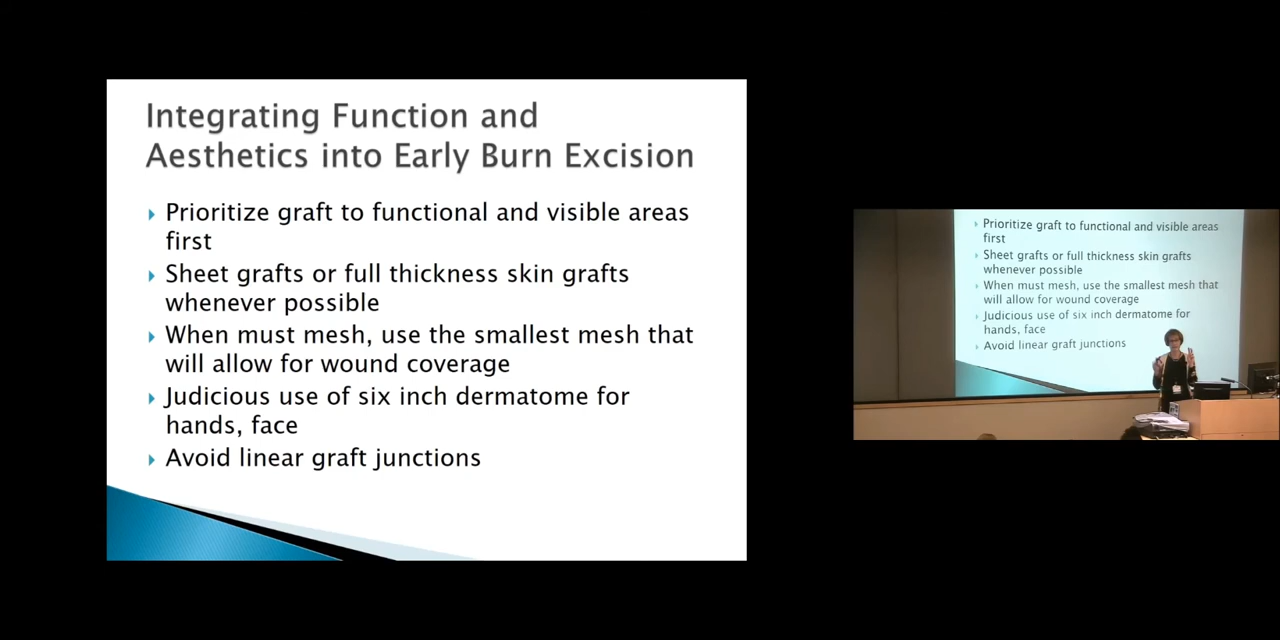 Integrating Function and
Aesthetics into Early Burn Excision
Prioritize graft to functional and visible areas
first
Sheet grafts or full thickness skin grafts
whenever possible
When must mesh, use the smallest mesh that
will allow for wound coverage
Judicious use of six inch dermatome for
hands, face
Avoid linear graft junctions
Prioritize graft to functional and visible areas
first
Sheet grafts or full thickness skin grafts
whenever possible
When must mesh, use the smallest mesh that
will allow for wound coverage
Judicious use of six inch dermatome for
hands, face
Avoid linear graft junctions